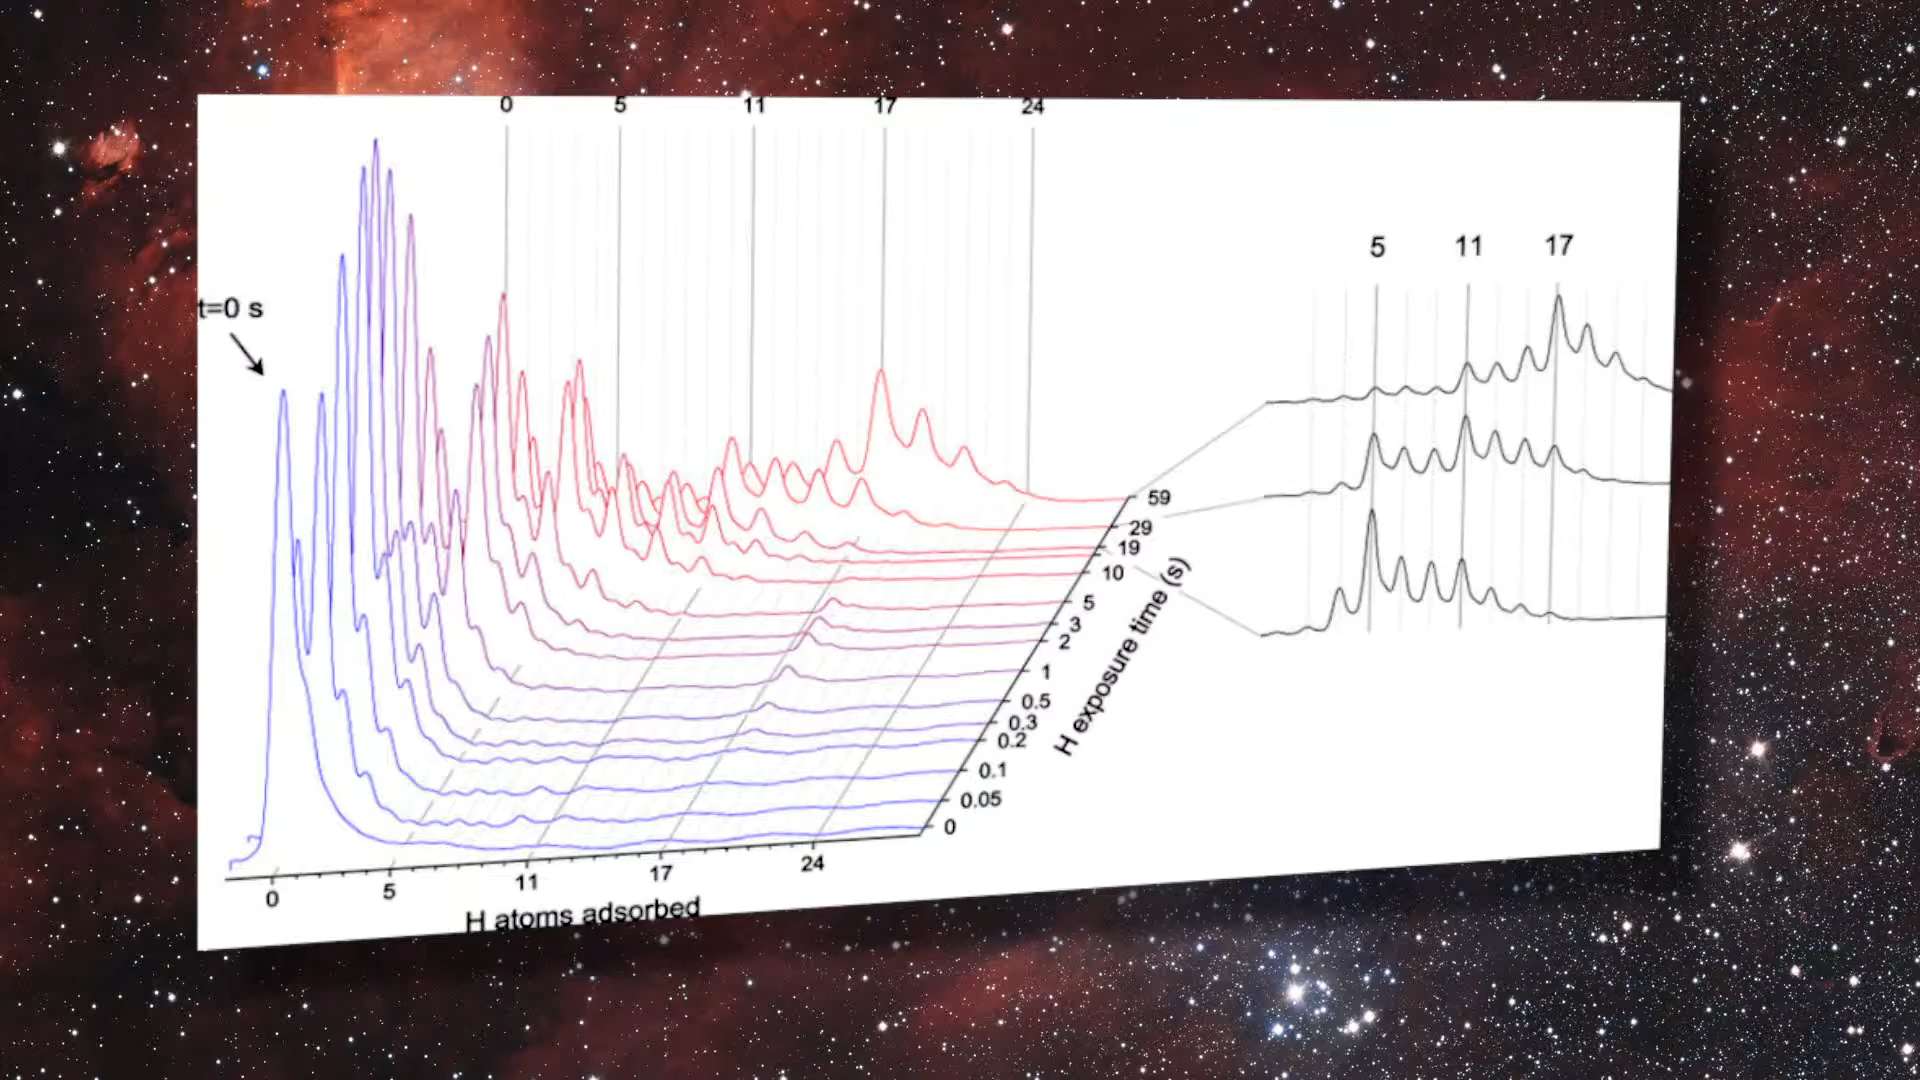 0 5 11 17 24
t=0 s
5 11 17
59
29
19
10
5
3
2
1
0.5
0.3
0.2
0.1
0.05
0
H exposure time (s)
0 5 11 17 24
H atoms adsorbed